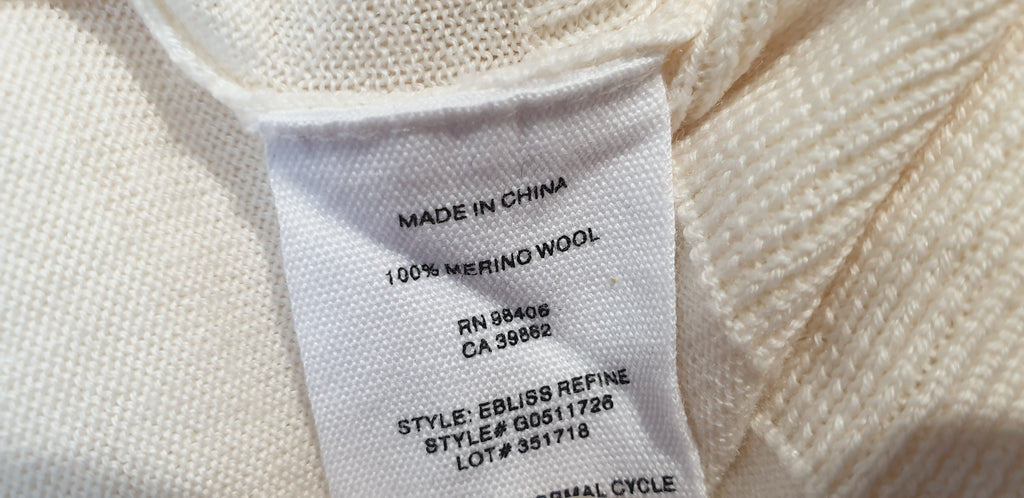 MADE IN CHINA
100% MERINO WOOL
RN 98406
CA 39862
STYLE: EBLISS REFINE
STYLE# G0511726
LOT# 351718
CYCLE